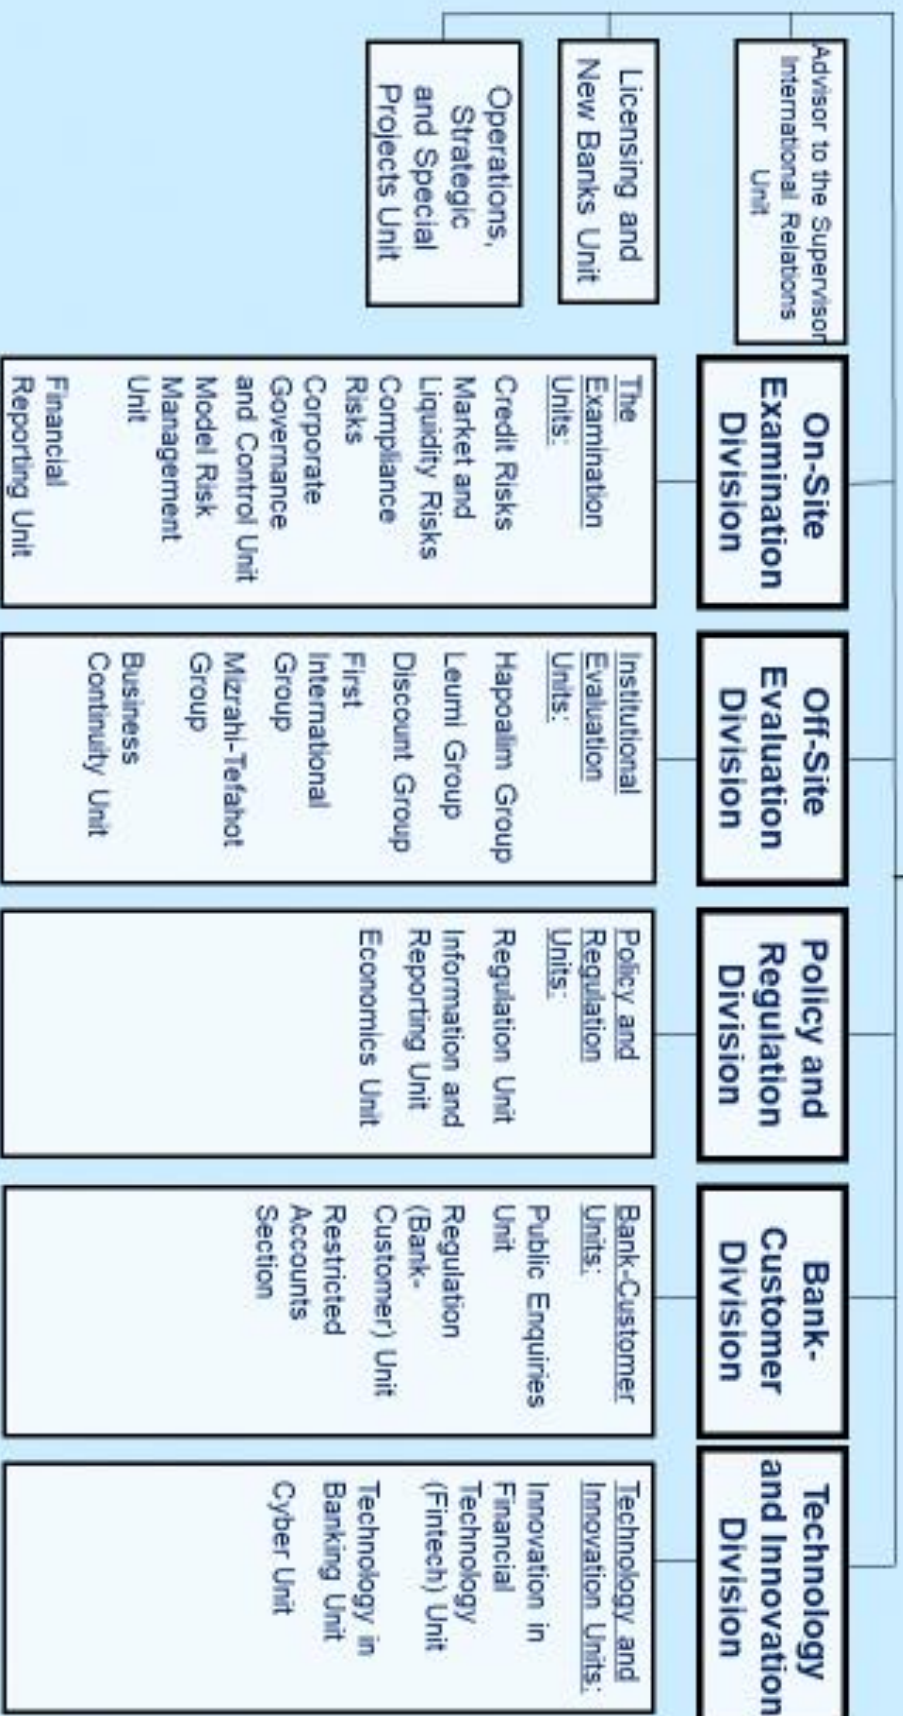 Advisor to the Supervisor
International Relations
Unit
Licensing and
New Banks Unit
Operations,
Strategic
and Special
Projects Unit
On-Site
Examination
Division
The
Examination
Units:
Credit Risks
Market and
Liquidity Risks
Compliance
Risks
Corporate
Governance
and Control Unit
Model Risk
Management
Unit
Financial
Reporting Unit
Off-Site
Evaluation
Division
Institutional
Evaluation
Units:
Hapoalim Group
Leumi Group
Discount Group
First
International
Group
Mizrahi-Tefahot
Group
Business
Continuity Unit
Policy and
Regulation
Division
Policy and
Regulation
Units:
Regulation Unit
Information and
Reporting Unit
Economics Unit
Bank-
Customer
Division
Bank-Customer
Units:
Public Enquiries
Unit
Regulation
(Bank-
Customer) Unit
Restricted
Accounts
Section
Technology
and Innovation
Division
Technology and
Innovation Units:
Innovation in
Financial
Technology
(Fintech) Unit
Technology in
Banking Unit
Cyber Unit